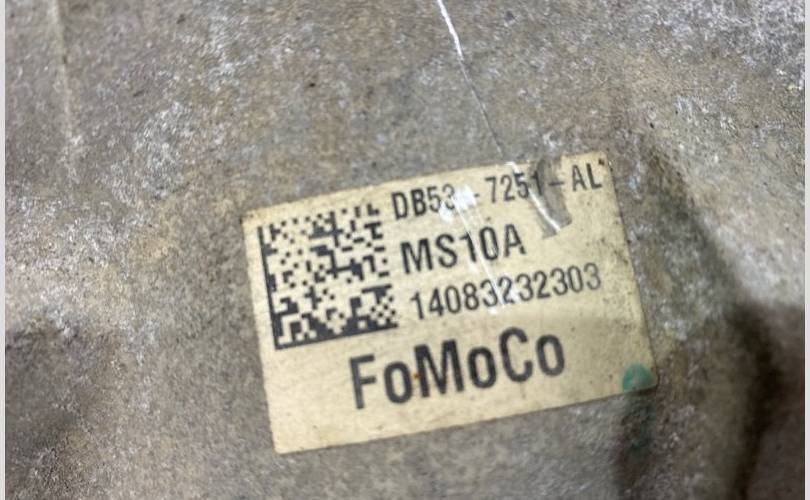 DB53-7251-AL
MS10A
14083232303
FoMoCo